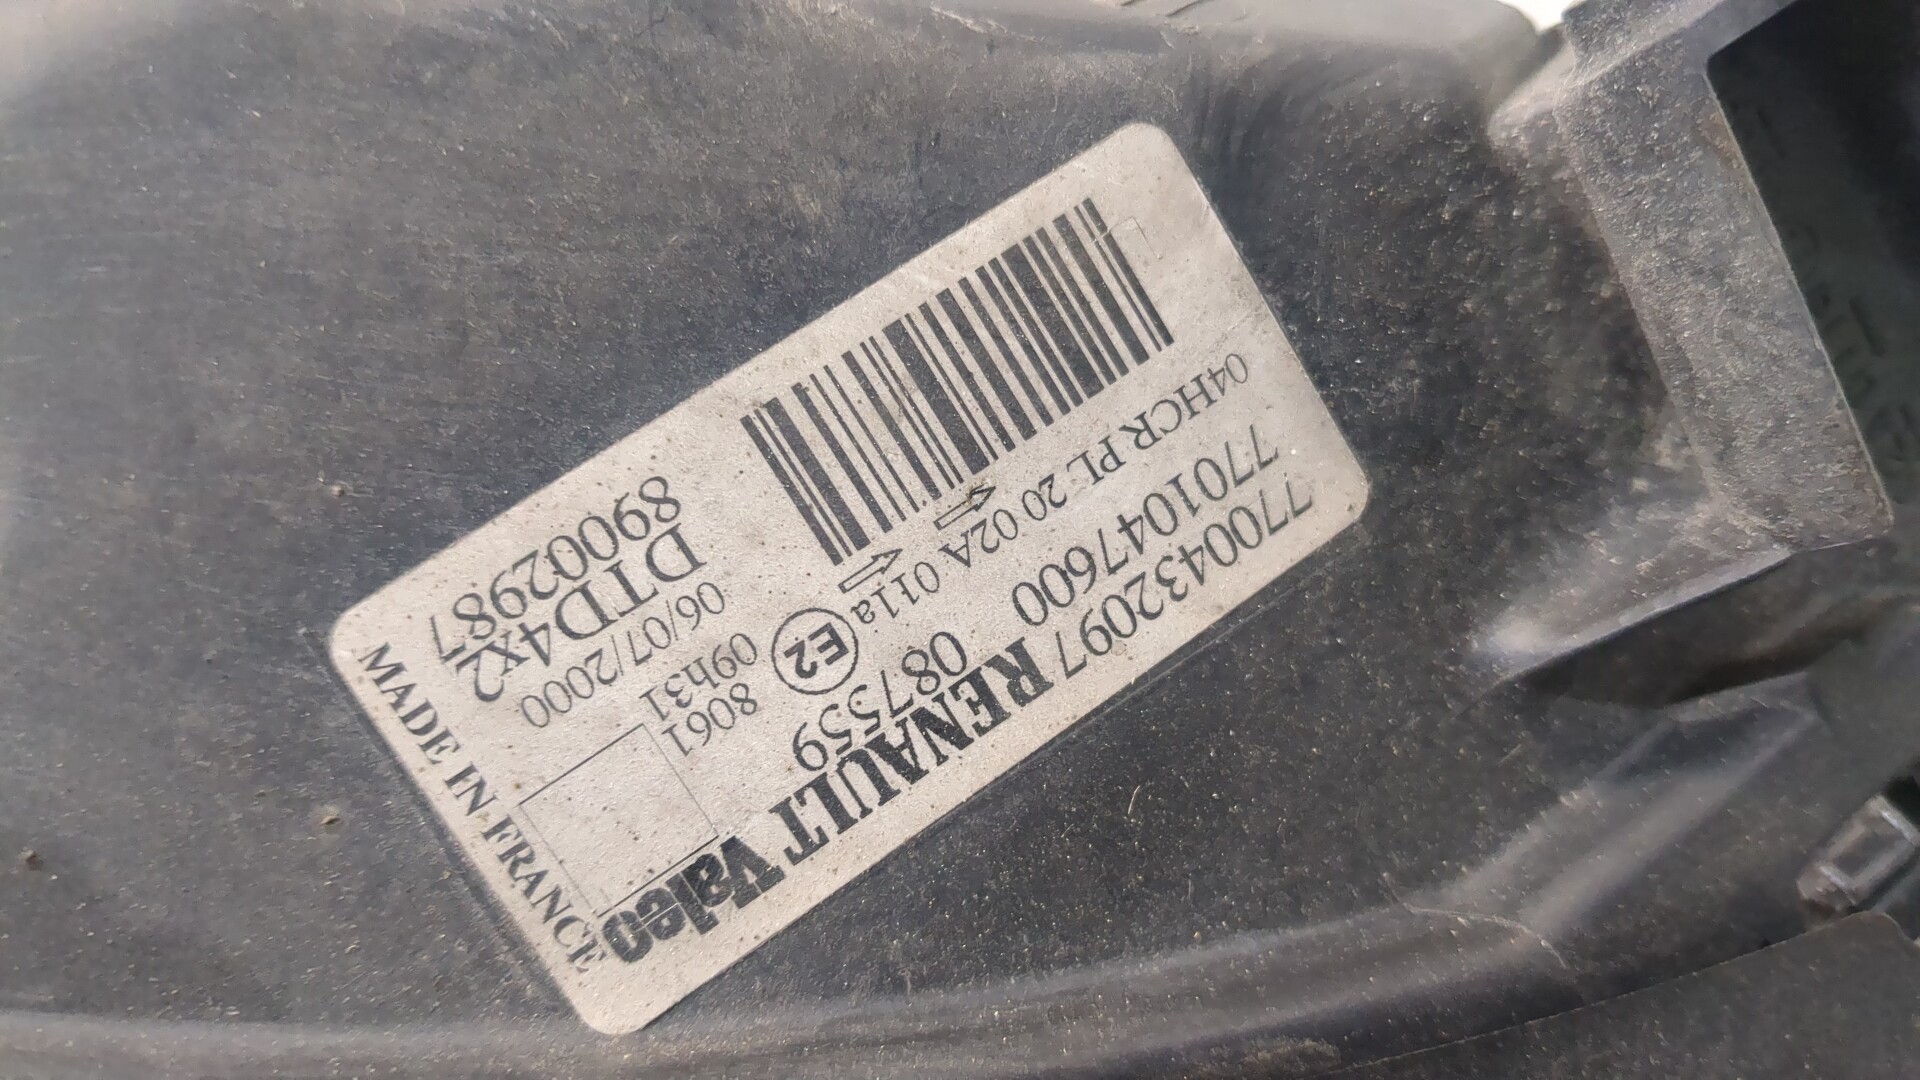 7700432097 RENAULT Valeo
7701047600 087559
04HCR PL 20 02A 011a E2 8061
09h31
06/07/2000
DTD4x2
89002987
MADE IN FRANCE